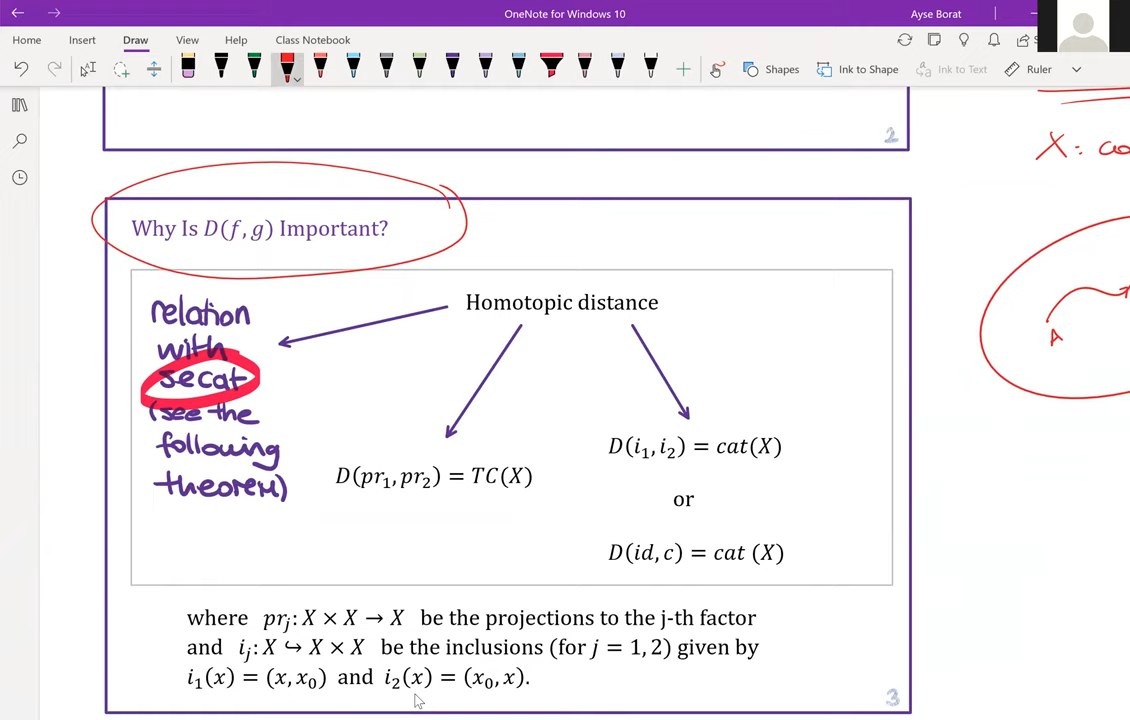 OneNote for Windows 10
Ayse Borat
Home Insert Draw View Help Class Notebook
Shapes Ink to Shape Ink to Text Ruler
2
X:
Why Is D(f, g) Important?
relation
with
secat
(see the
following
theorem)
Homotopic distance
D(pr₁, pr₂) = TC(X)
D(i₁, i₂) = cat(X)
or
D(id, c) = cat (X)
A
where prⱼ: X × X → X be the projections to the j-th factor
and iⱼ: X ↪ X × X be the inclusions (for j = 1, 2) given by
i₁(x) = (x, x₀) and i₂(x) = (x₀, x).
3